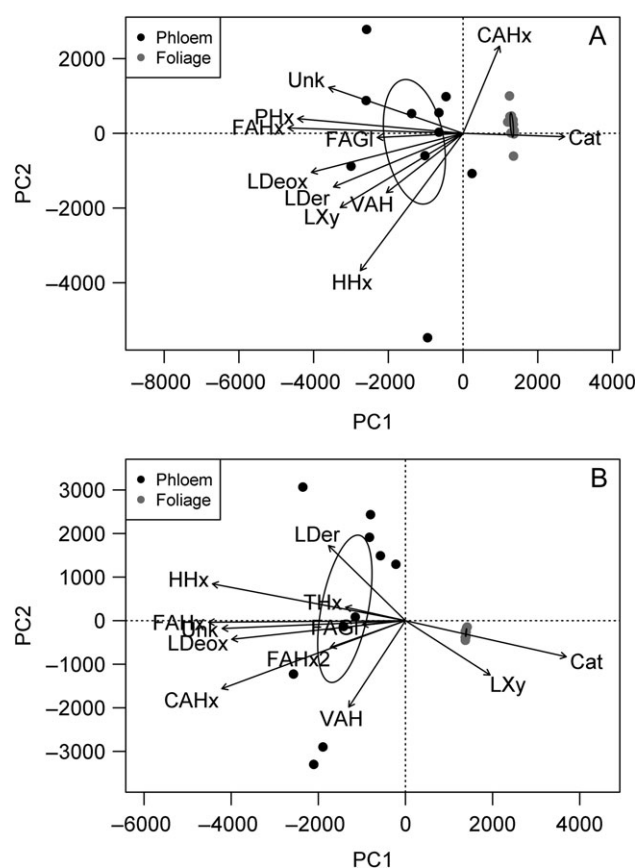 Phloem
Foliage
A
CAHx
2000
Unk
PHx
FAHx
FAGl
0
Cat
LDeox
LDer
VAH
LXy
−2000
HHx
−4000
PC2
−8000 −6000 −4000 −2000 0 2000 4000
PC1
Phloem
Foliage
B
3000
LDer
2000
HHx
1000
THx
0
FAHx
Unk
FAGl
LDeox
FAHx2
Cat
−1000
CAHx
LXy
VAH
−2000
−3000
PC2
−6000 −4000 −2000 0 2000 4000
PC1